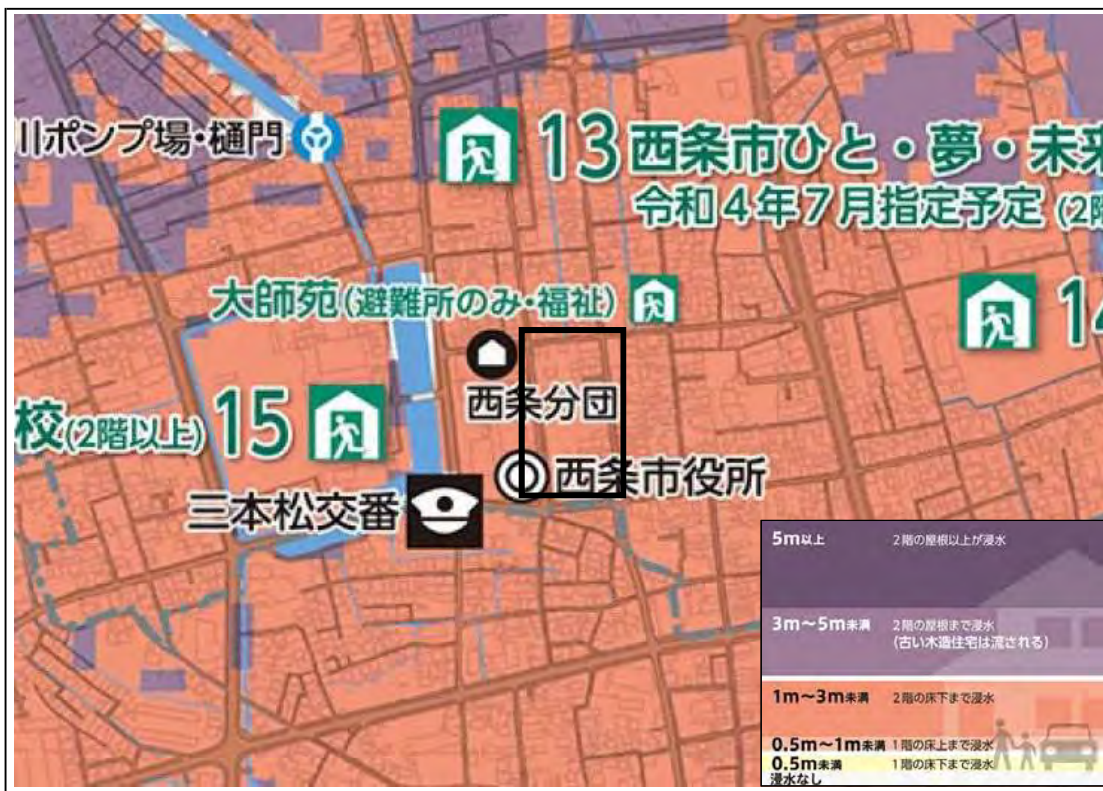 川ポンプ場・樋門
13 西条市ひと・夢・未来
令和4年7月指定予定 (2階
大師苑(避難所のみ・福祉)
14
西条分団
校(2階以上) 15
西条市役所
三本松交番
5m以上 2階の屋根以上が浸水
3m～5m未満 2階の屋根まで浸水
(古い木造住宅は流される)
1m～3m未満 2階の床下まで浸水
0.5m～1m未満 1階の床上まで浸水
0.5m未満 1階の床下まで浸水
浸水なし